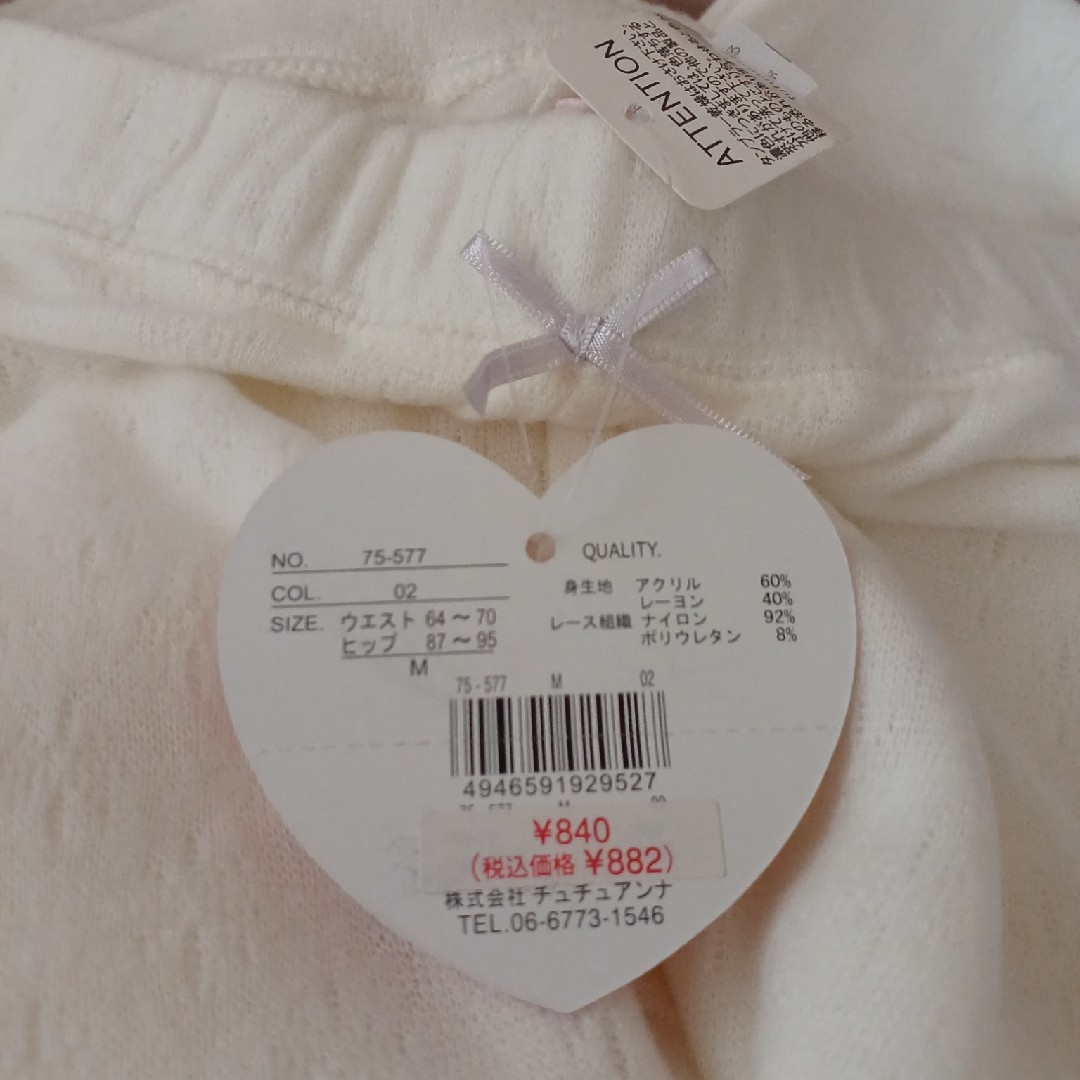 ATTENTION
NO. 75-577
COL. 02
SIZE. ウエスト 64～70
ヒップ 87～95
M
QUALITY.
身生地 アクリル 60%
レーヨン 40%
レース組織 ナイロン 92%
ポリウレタン 8%
75-577 M 02
4946591929527
¥840
(税込価格 ¥882)
株式会社 チュチュアンナ
TEL.06-6773-1546